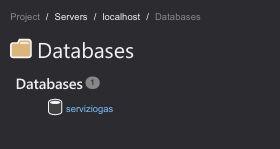 Project / Servers / localhost / Databases
Databases
Databases 1
serviziogas